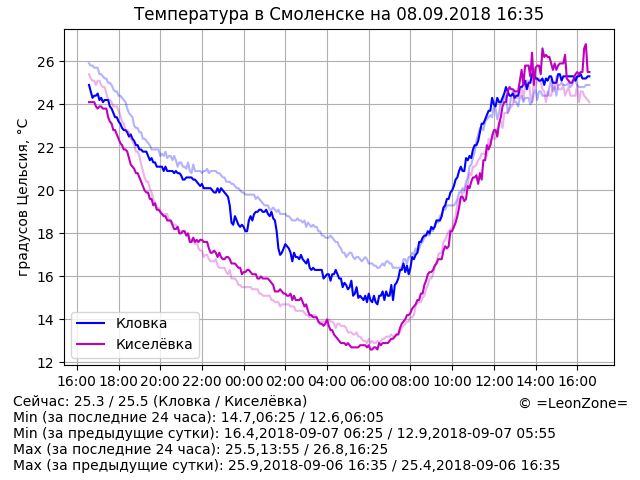 Температура в Смоленске на 08.09.2018 16:35
градусов Цельсия, °C
26
24
22
20
18
16
14
12
Кловка
Киселёвка
16:00 18:00 20:00 22:00 00:00 02:00 04:00 06:00 08:00 10:00 12:00 14:00 16:00
Сейчас: 25.3 / 25.5 (Кловка / Киселёвка)
© =LeonZone=
Min (за последние 24 часа): 14.7,06:25 / 12.6,06:05
Min (за предыдущие сутки): 16.4,2018-09-07 06:25 / 12.9,2018-09-07 05:55
Max (за последние 24 часа): 25.5,13:55 / 26.8,16:25
Max (за предыдущие сутки): 25.9,2018-09-06 16:35 / 25.4,2018-09-06 16:35